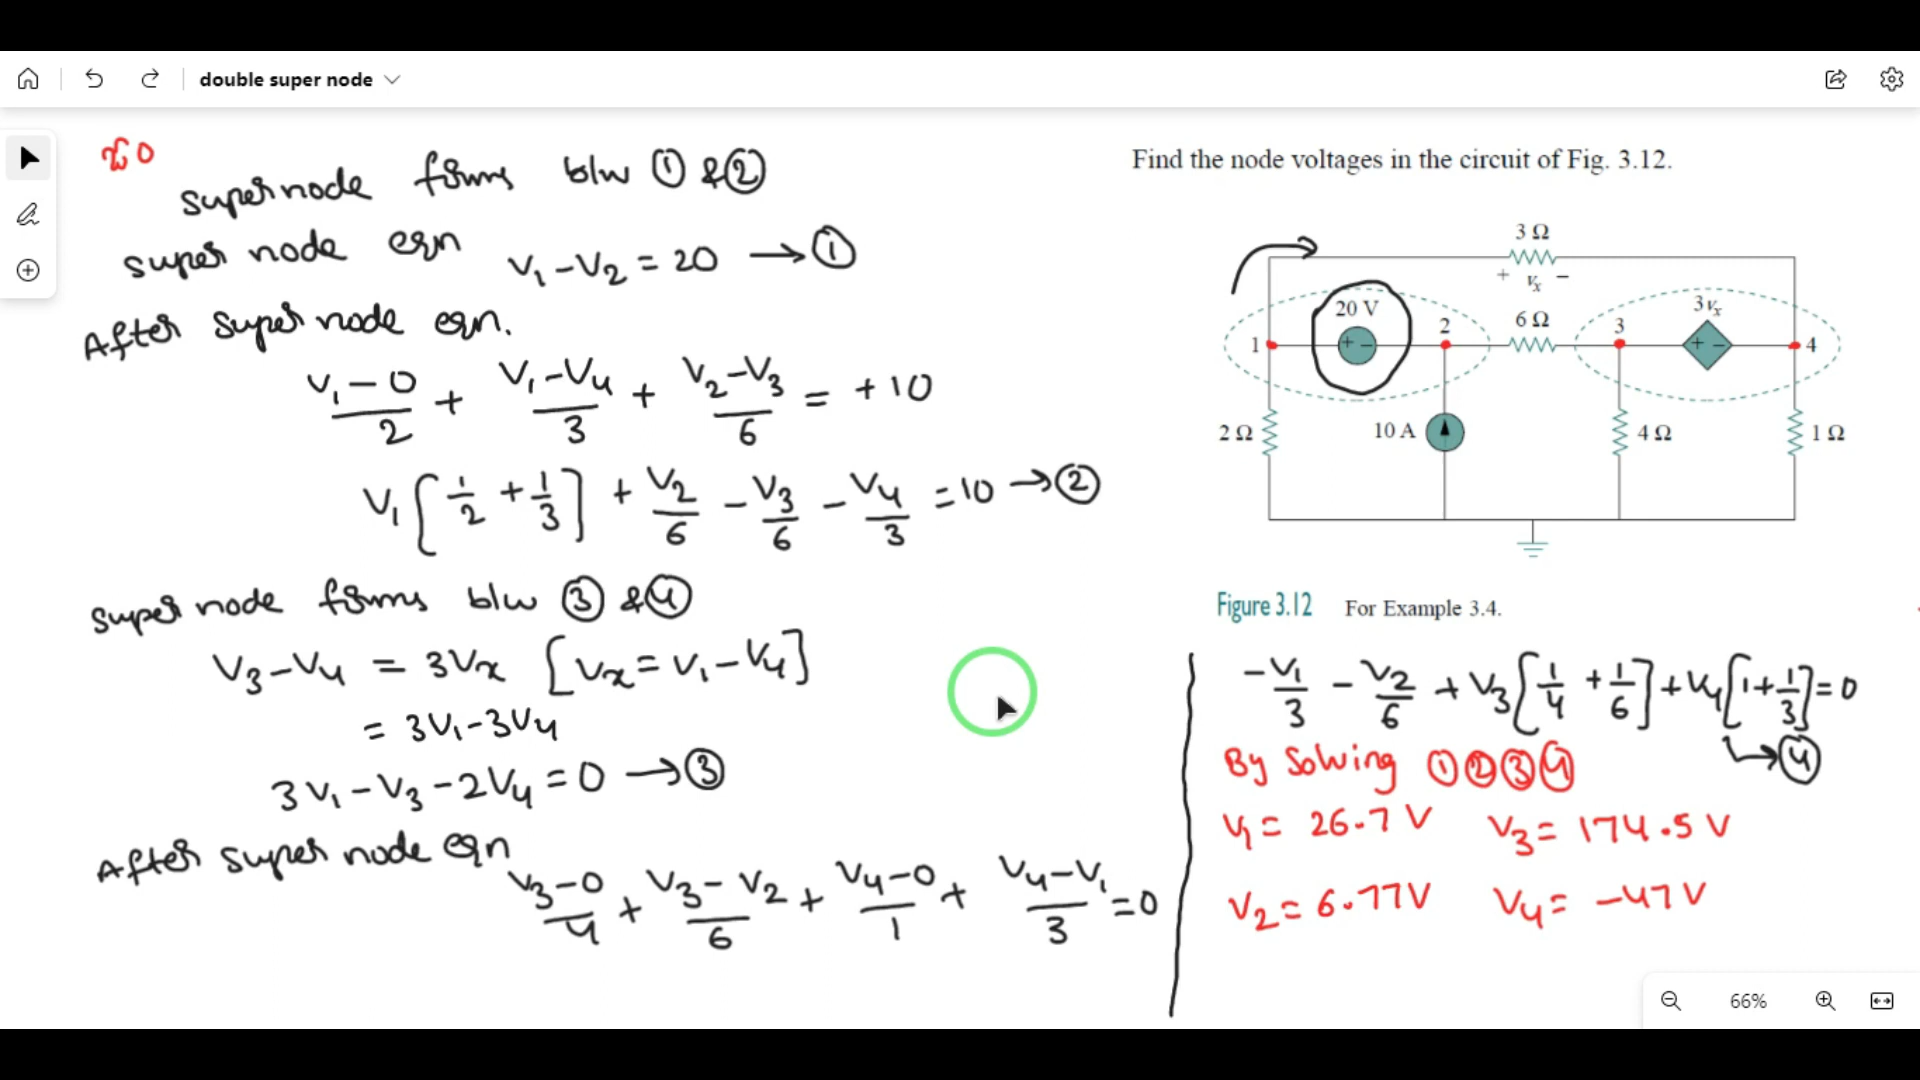 double super node
super node forms b/w ① & ②
super node eqn V₁ - V₂ = 20 → ①
After super node eqn.
(V₁ - 0)/2 + (V₁ - V₄)/3 + (V₂ - V₃)/6 = +10
V₁[1/2 + 1/3] + V₂/6 - V₃/6 - V₄/3 = 10 → ②
super node forms b/w ③ & ④
V₃ - V₄ = 3Vx [Vx = V₁ - V₄]
= 3V₁ - 3V₄
3V₁ - V₃ - 2V₄ = 0 → ③
After super node eqn
(V₃ - 0)/4 + (V₃ - V₂)/6 + (V₄ - 0)/1 + (V₄ - V₁)/3 = 0
Find the node voltages in the circuit of Fig. 3.12.
3 Ω
+ vₓ −
20 V
6 Ω
3vₓ
1 + − 2 3 + − 4
2 Ω 10 A 4 Ω 1 Ω
Figure 3.12 For Example 3.4.
-V₁/3 - V₂/6 + V₃[1/4 + 1/6] + V₄[1 + 1/3] = 0
→ ④
By Solving ① ② ③ ④
V₁ = 26.7 V V₃ = 174.5 V
V₂ = 6.77 V V₄ = -47 V
66%